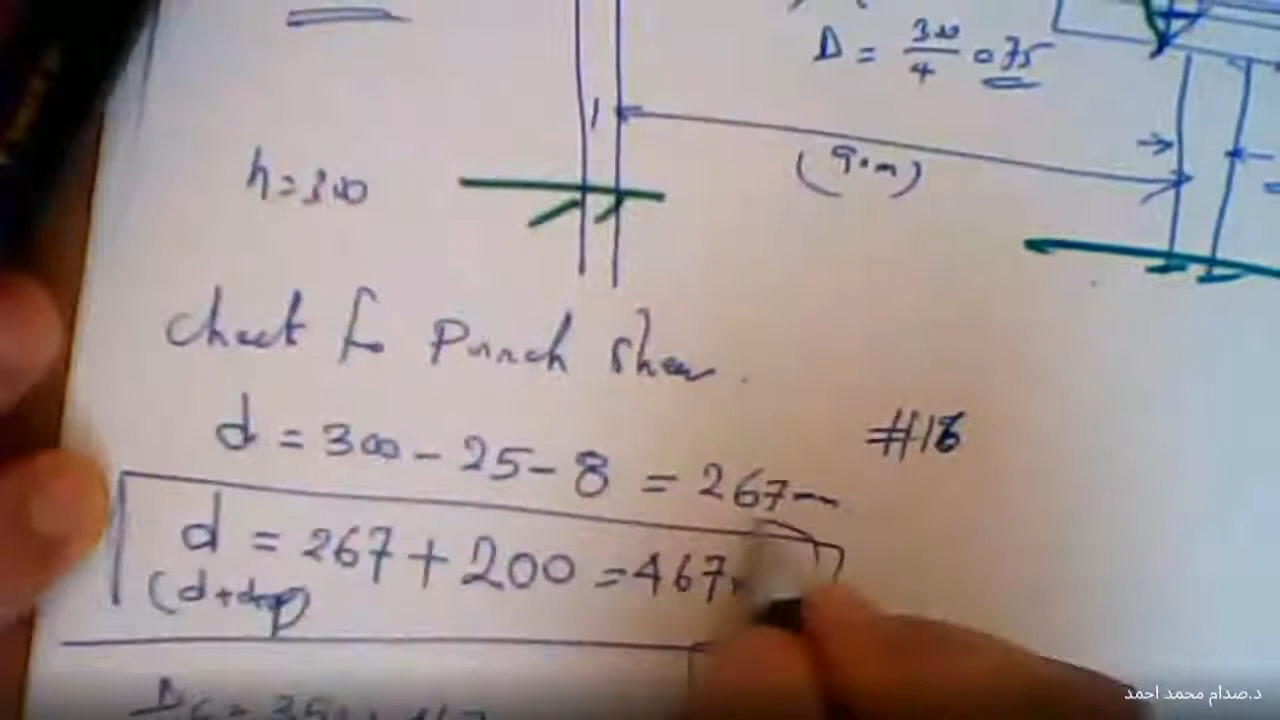 D = 300/4 = 75
(9.0m)
h = 300
check for Punch shear.
#16
d = 300 - 25 - 8 = 267
d = 267 + 200 = 467
(d+drop)
د.صدام محمد احمد